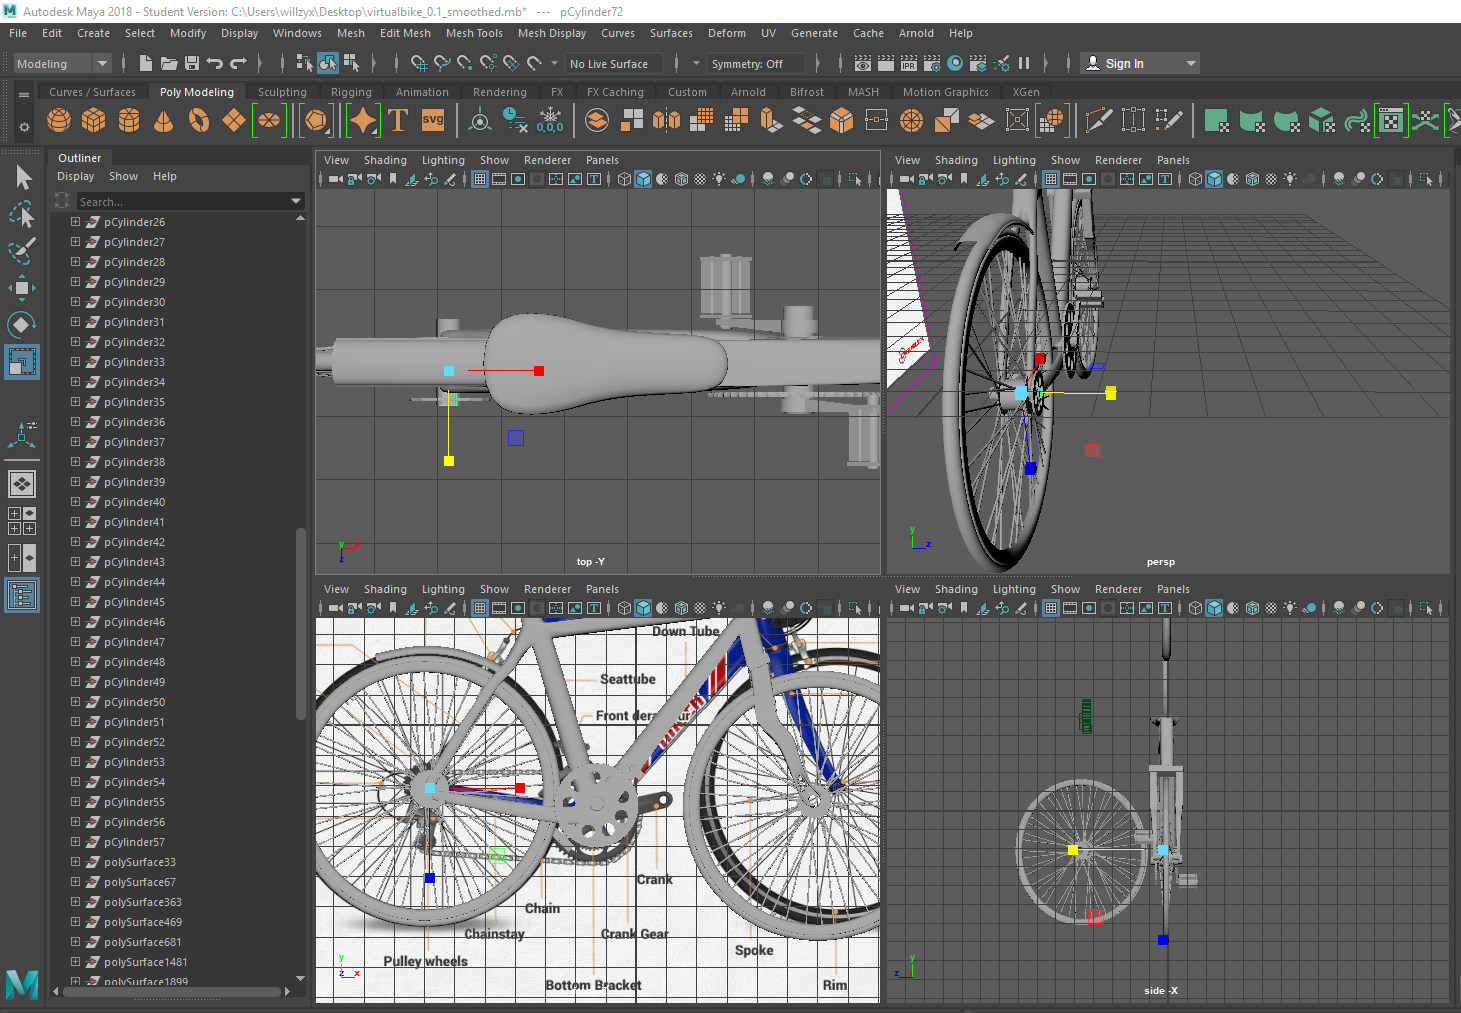 Autodesk Maya 2018 - Student Version: C:\Users\willzyx\Desktop\virtualbike_0.1_smoothed.mb*   ---   pCylinder72
File Edit Create Select Modify Display Windows Mesh Edit Mesh Mesh Tools Mesh Display Curves Surfaces Deform UV Generate Cache Arnold Help
Modeling No Live Surface Symmetry: Off IPR Sign In
Curves / Surfaces Poly Modeling Sculpting Rigging Animation Rendering FX FX Caching Custom Arnold Bifrost MASH Motion Graphics XGen
T svg 0,0,0
Outliner
Display Show Help
Search...
pCylinder26
pCylinder27
pCylinder28
pCylinder29
pCylinder30
pCylinder31
pCylinder32
pCylinder33
pCylinder34
pCylinder35
pCylinder36
pCylinder37
pCylinder38
pCylinder39
pCylinder40
pCylinder41
pCylinder42
pCylinder43
pCylinder44
pCylinder45
pCylinder46
pCylinder47
pCylinder48
pCylinder49
pCylinder50
pCylinder51
pCylinder52
pCylinder53
pCylinder54
pCylinder55
pCylinder56
pCylinder57
polySurface33
polySurface67
polySurface363
polySurface469
polySurface681
polySurface1481
polySurface1899
View Shading Lighting Show Renderer Panels
y x
z
top -Y
View Shading Lighting Show Renderer Panels
y
z
persp
View Shading Lighting Show Renderer Panels
Down Tube
Seattube
Crank
Chain
Chainstay
Crank Gear
Spoke
Pulley wheels
Bottom Bracket
Rim
y
z x
View Shading Lighting Show Renderer Panels
y
z
side -X